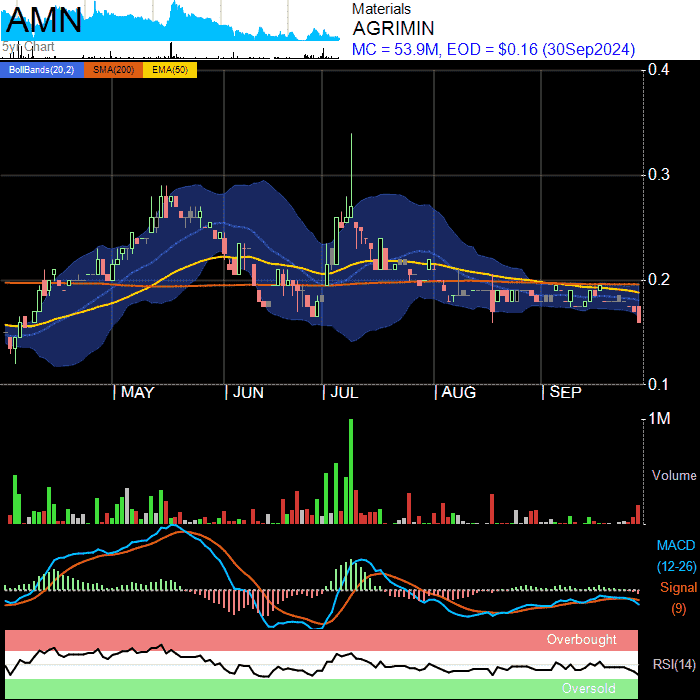 AMN
5yr Chart
Materials
AGRIMIN
MC = 53.9M, EOD = $0.16 (30Sep2024)
BollBands(20,2) SMA(200) EMA(50)
0.4
0.3
0.2
0.1
MAY JUN JUL AUG SEP
1M
Volume
MACD
(12-26)
Signal
(9)
Overbought
RSI(14)
Oversold